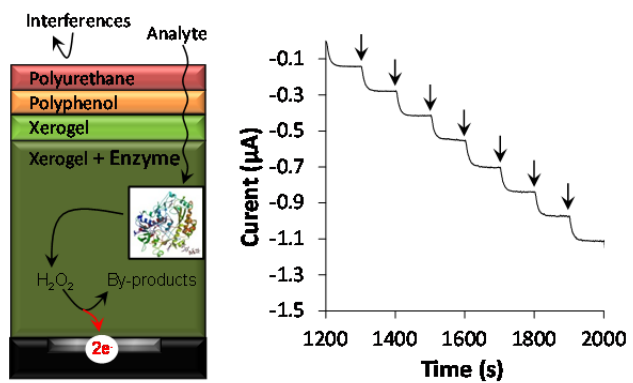 Interferences
Analyte
Polyurethane
Polyphenol
Xerogel
Xerogel + Enzyme
H₂O₂
By-products
2e⁻
Curent (μA)
-0.1
-0.3
-0.5
-0.7
-0.9
-1.1
-1.3
-1.5
1200 1400 1600 1800 2000
Time (s)